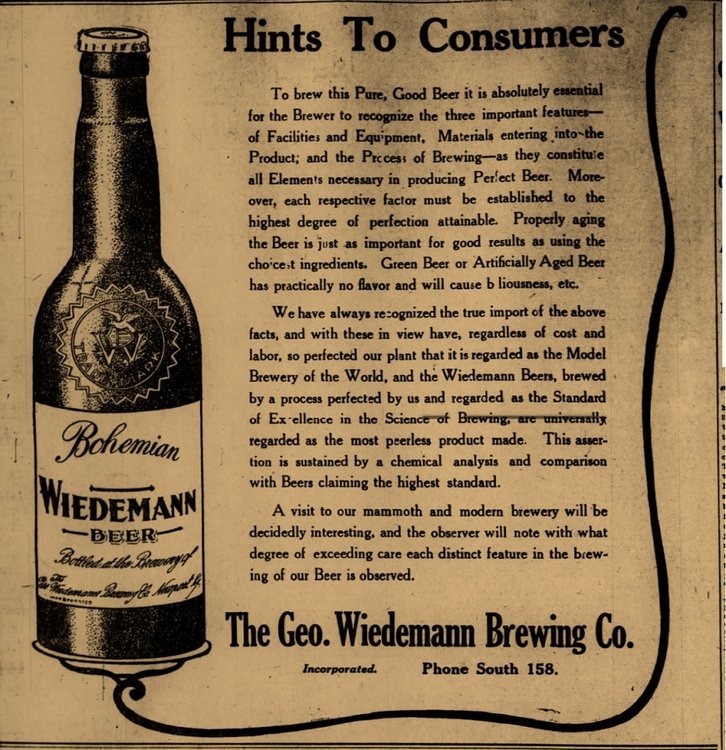 Hints To Consumers
To brew this Pure, Good Beer it is absolutely essential
for the Brewer to recognize the three important features—
of Facilities and Equipment, Materials entering into the
Product; and the Process of Brewing—as they constitute
all Elements necessary in producing Perfect Beer. More-
over, each respective factor must be established to the
highest degree of perfection attainable. Properly aging
the Beer is just as important for good results as using the
choicest ingredients. Green Beer or Artificially Aged Beer
has practically no flavor and will cause biliousness, etc.
We have always recognized the true import of the above
facts, and with these in view have, regardless of cost and
labor, so perfected our plant that it is regarded as the Model
Brewery of the World, and the Wiedemann Beers, brewed
by a process perfected by us and regarded as the Standard
of Excellence in the Science of Brewing, are universally
regarded as the most peerless product made. This asser-
tion is sustained by a chemical analysis and comparison
with Beers claiming the highest standard.
A visit to our mammoth and modern brewery will be
decidedly interesting, and the observer will note with what
degree of exceeding care each distinct feature in the brew-
ing of our Beer is observed.
The Geo. Wiedemann Brewing Co.
Incorporated. Phone South 158.
W
TRADE MARK
Bohemian
WIEDEMANN
BEER
Bottled at the Brewery of
The Geo. Wiedemann Brewing Co. Newport Ky.
INCORPORATED